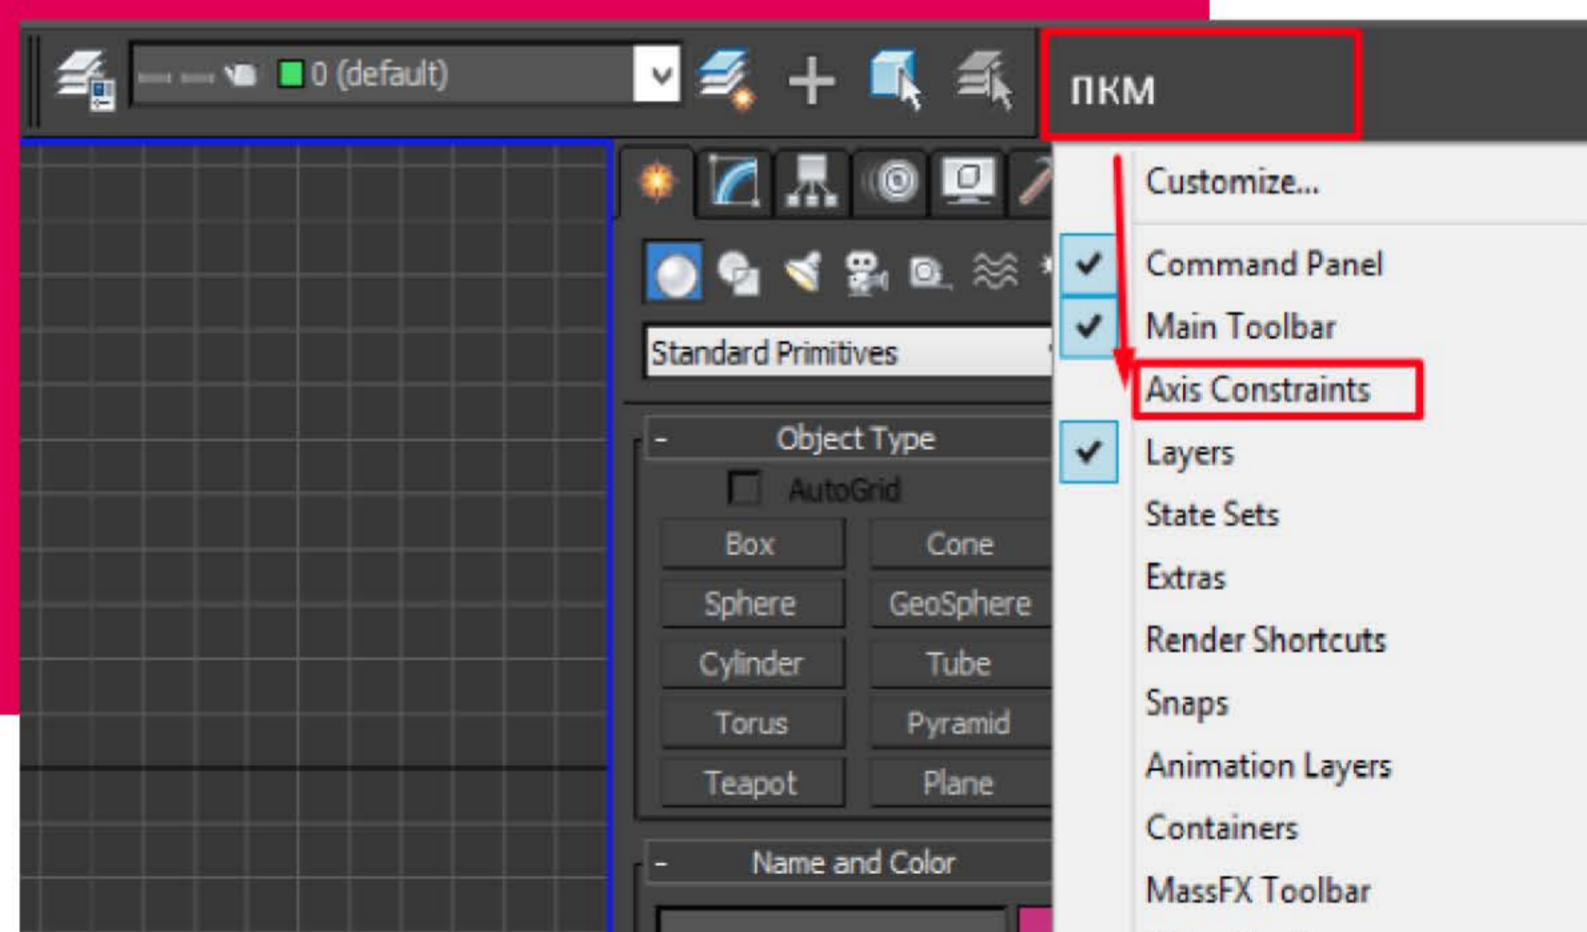 0 (default)
ПКМ
Customize...
Command Panel
Main Toolbar
Axis Constraints
Layers
State Sets
Extras
Render Shortcuts
Snaps
Animation Layers
Containers
MassFX Toolbar
Standard Primitives
- Object Type
AutoGrid
Box Cone
Sphere GeoSphere
Cylinder Tube
Torus Pyramid
Teapot Plane
- Name and Color